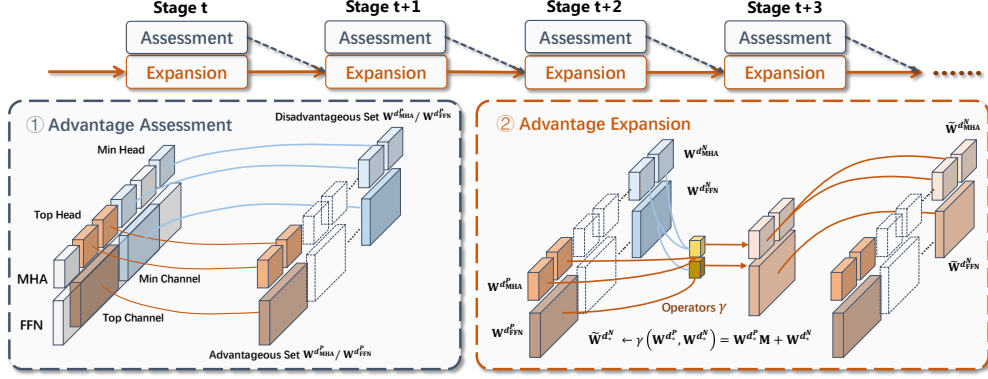 Stage t
Stage t+1
Stage t+2
Stage t+3
Assessment
Assessment
Assessment
Assessment
Expansion
Expansion
Expansion
Expansion
① Advantage Assessment
Disadvantageous Set W^{d^P_{MHA}}/ W^{d^P_{FFN}}
Min Head
Top Head
MHA
Min Channel
FFN
Top Channel
Advantageous Set W^{d^P_{MHA}}/ W^{d^P_{FFN}}
② Advantage Expansion
W^{d^N_{MHA}}
W̃^{d^N_{MHA}}
W^{d^N_{FFN}}
W^{d^P_{MHA}}
W̃^{d^N_{FFN}}
Operators γ
W^{d^P_{FFN}}
W̃^{d^N_*} ← γ (W^{d^P_*}, W^{d^N_*}) = W^{d^P_*}M + W^{d^N_*}